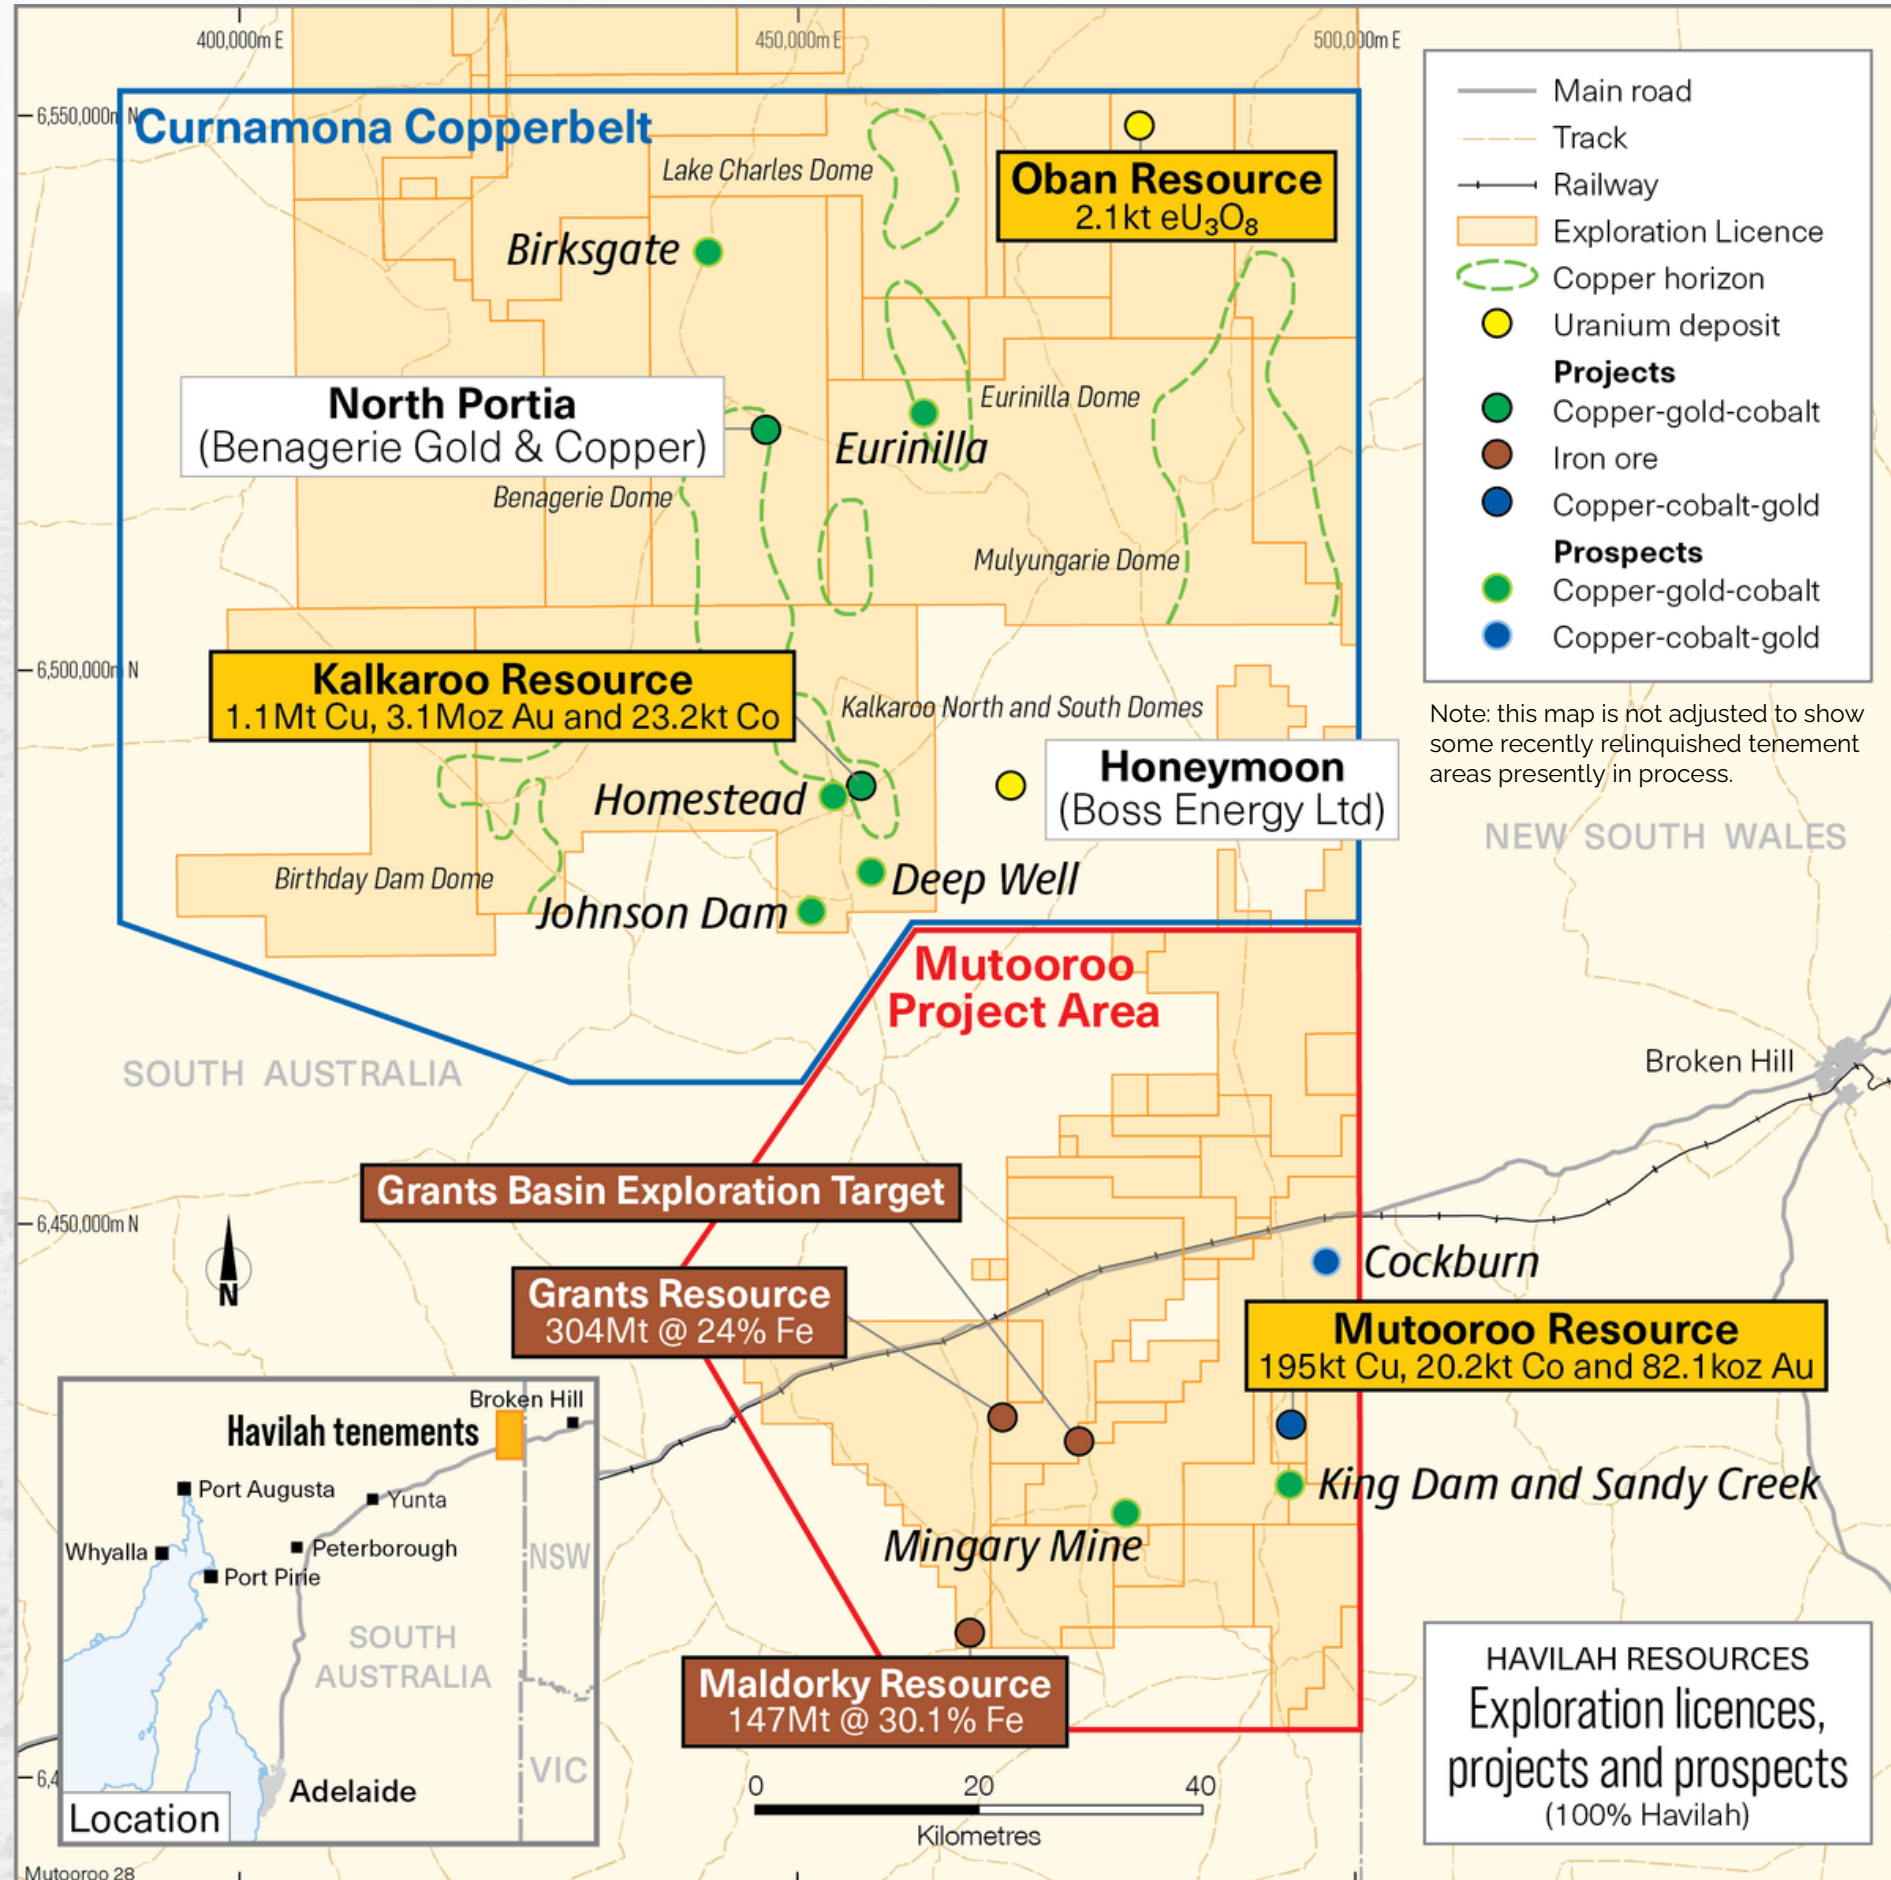 400,000m E
450,000m E
500,000m E
6,550,000m N
Curnamona Copperbelt
Lake Charles Dome
Oban Resource
2.1kt eU₃O₈
Birksgate
North Portia
(Benagerie Gold & Copper)
Eurinilla Dome
Eurinilla
Benagerie Dome
Mulyungarie Dome
6,500,000m N
Kalkaroo Resource
1.1Mt Cu, 3.1Moz Au and 23.2kt Co
Kalkaroo North and South Domes
Homestead
Honeymoon
(Boss Energy Ltd)
Birthday Dam Dome
Deep Well
Johnson Dam
Main road
Track
Railway
Exploration Licence
Copper horizon
Uranium deposit
Projects
Copper-gold-cobalt
Iron ore
Copper-cobalt-gold
Prospects
Copper-gold-cobalt
Copper-cobalt-gold
Note: this map is not adjusted to show
some recently relinquished tenement
areas presently in process.
NEW SOUTH WALES
Mutooroo
Project Area
SOUTH AUSTRALIA
Broken Hill
Grants Basin Exploration Target
6,450,000m N
N
Cockburn
Grants Resource
304Mt @ 24% Fe
Mutooroo Resource
195kt Cu, 20.2kt Co and 82.1koz Au
King Dam and Sandy Creek
Mingary Mine
Maldorky Resource
147Mt @ 30.1% Fe
0 20 40
Kilometres
Broken Hill
Havilah tenements
Port Augusta
Yunta
Whyalla
Peterborough
Port Pirie
NSW
SOUTH
AUSTRALIA
VIC
Adelaide
Location
6,4
Mutooroo 28
HAVILAH RESOURCES
Exploration licences,
projects and prospects
(100% Havilah)